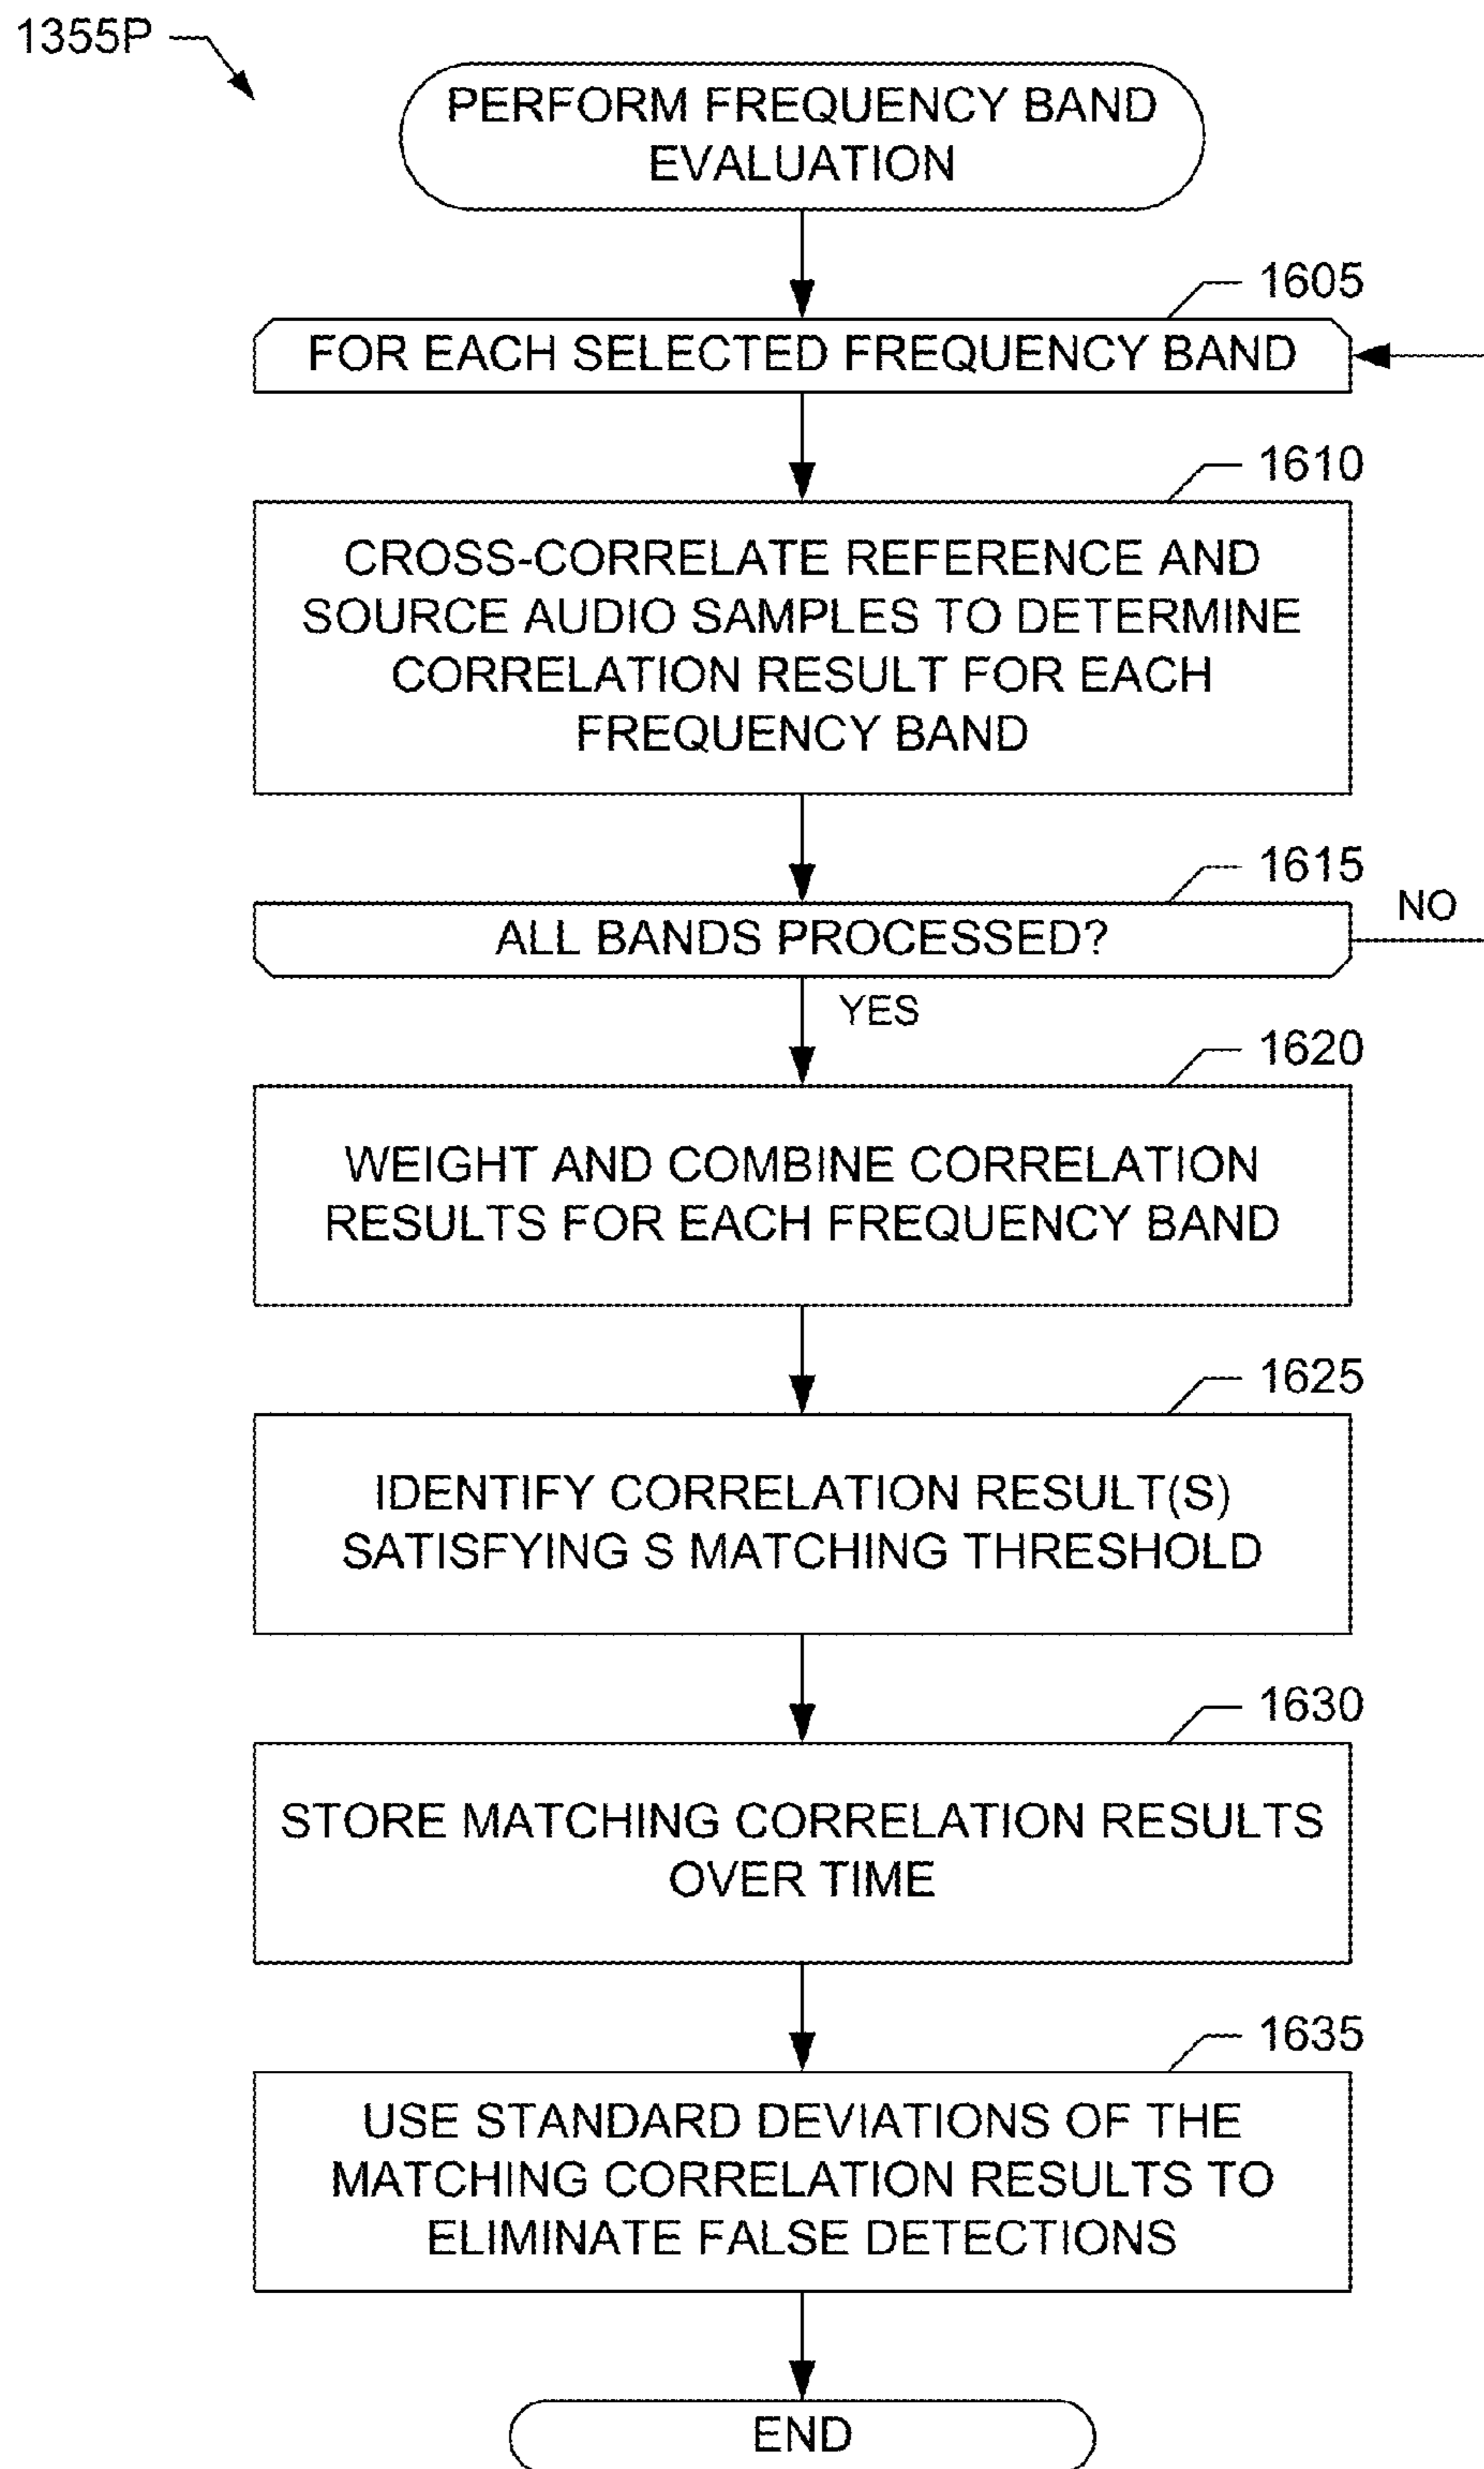 1355P
PERFORM FREQUENCY BAND
EVALUATION
1605
FOR EACH SELECTED FREQUENCY BAND
1610
CROSS-CORRELATE REFERENCE AND
SOURCE AUDIO SAMPLES TO DETERMINE
CORRELATION RESULT FOR EACH
FREQUENCY BAND
1615
ALL BANDS PROCESSED?
NO
YES
1620
WEIGHT AND COMBINE CORRELATION
RESULTS FOR EACH FREQUENCY BAND
1625
IDENTIFY CORRELATION RESULT(S)
SATISFYING S MATCHING THRESHOLD
1630
STORE MATCHING CORRELATION RESULTS
OVER TIME
1635
USE STANDARD DEVIATIONS OF THE
MATCHING CORRELATION RESULTS TO
ELIMINATE FALSE DETECTIONS
END